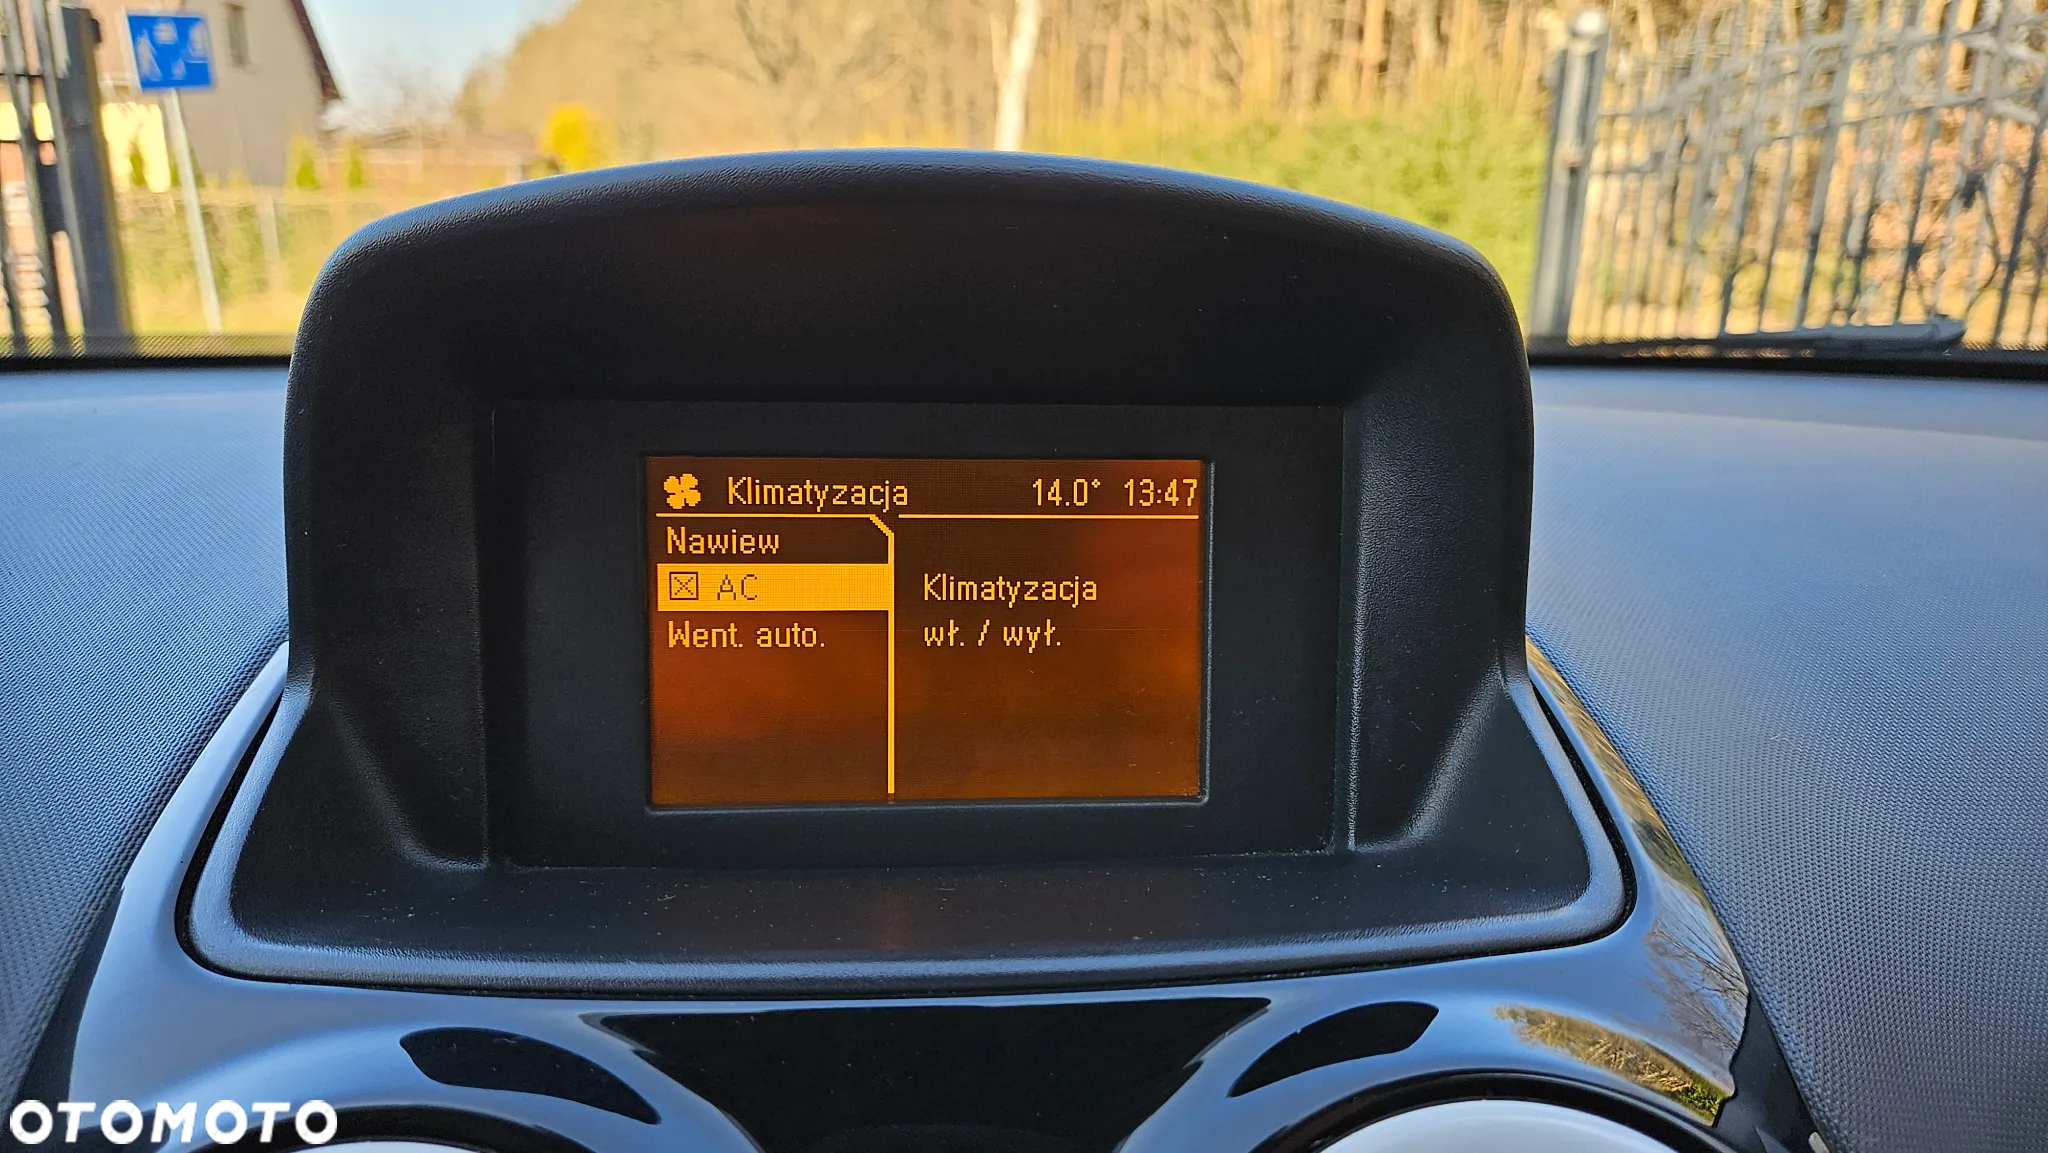 Klimatyzacja 14.0° 13:47
Nawiew
AC
Went. auto.
Klimatyzacja
wł. / wył.
OTOMOTO